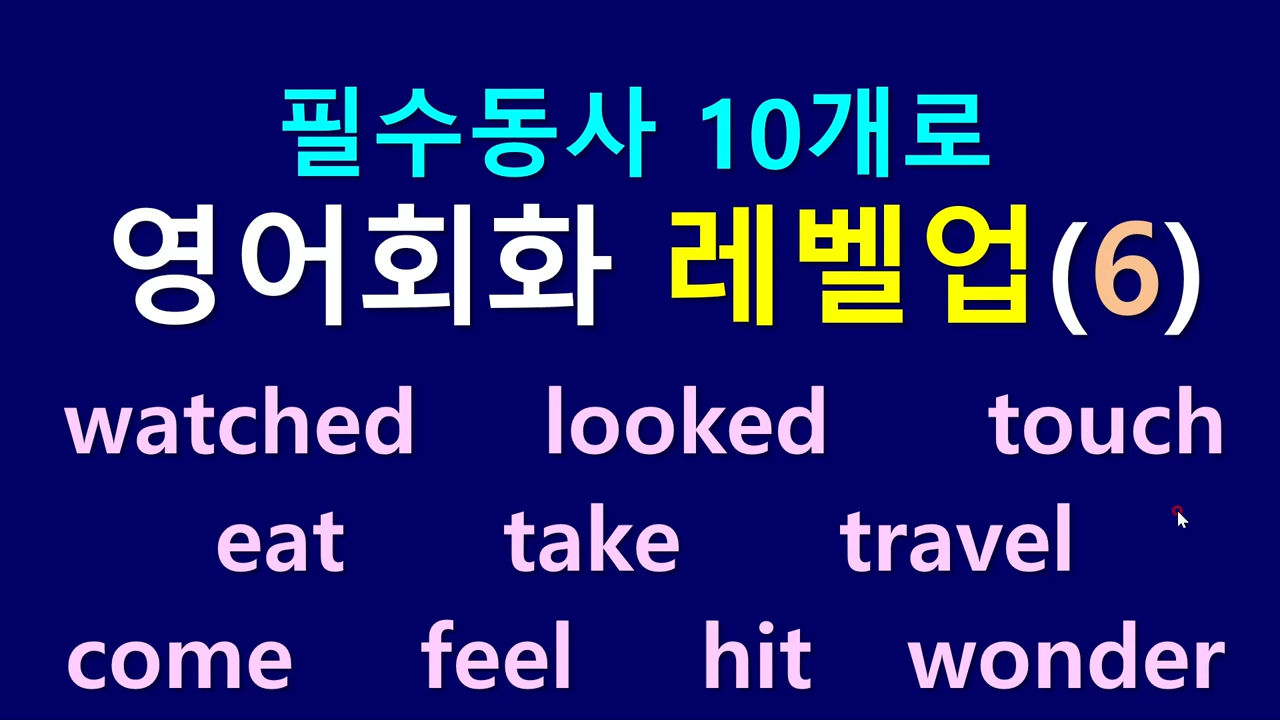 필수동사 10개로
영어회화 레벨업(6)
watched looked touch
eat take travel
come feel hit wonder